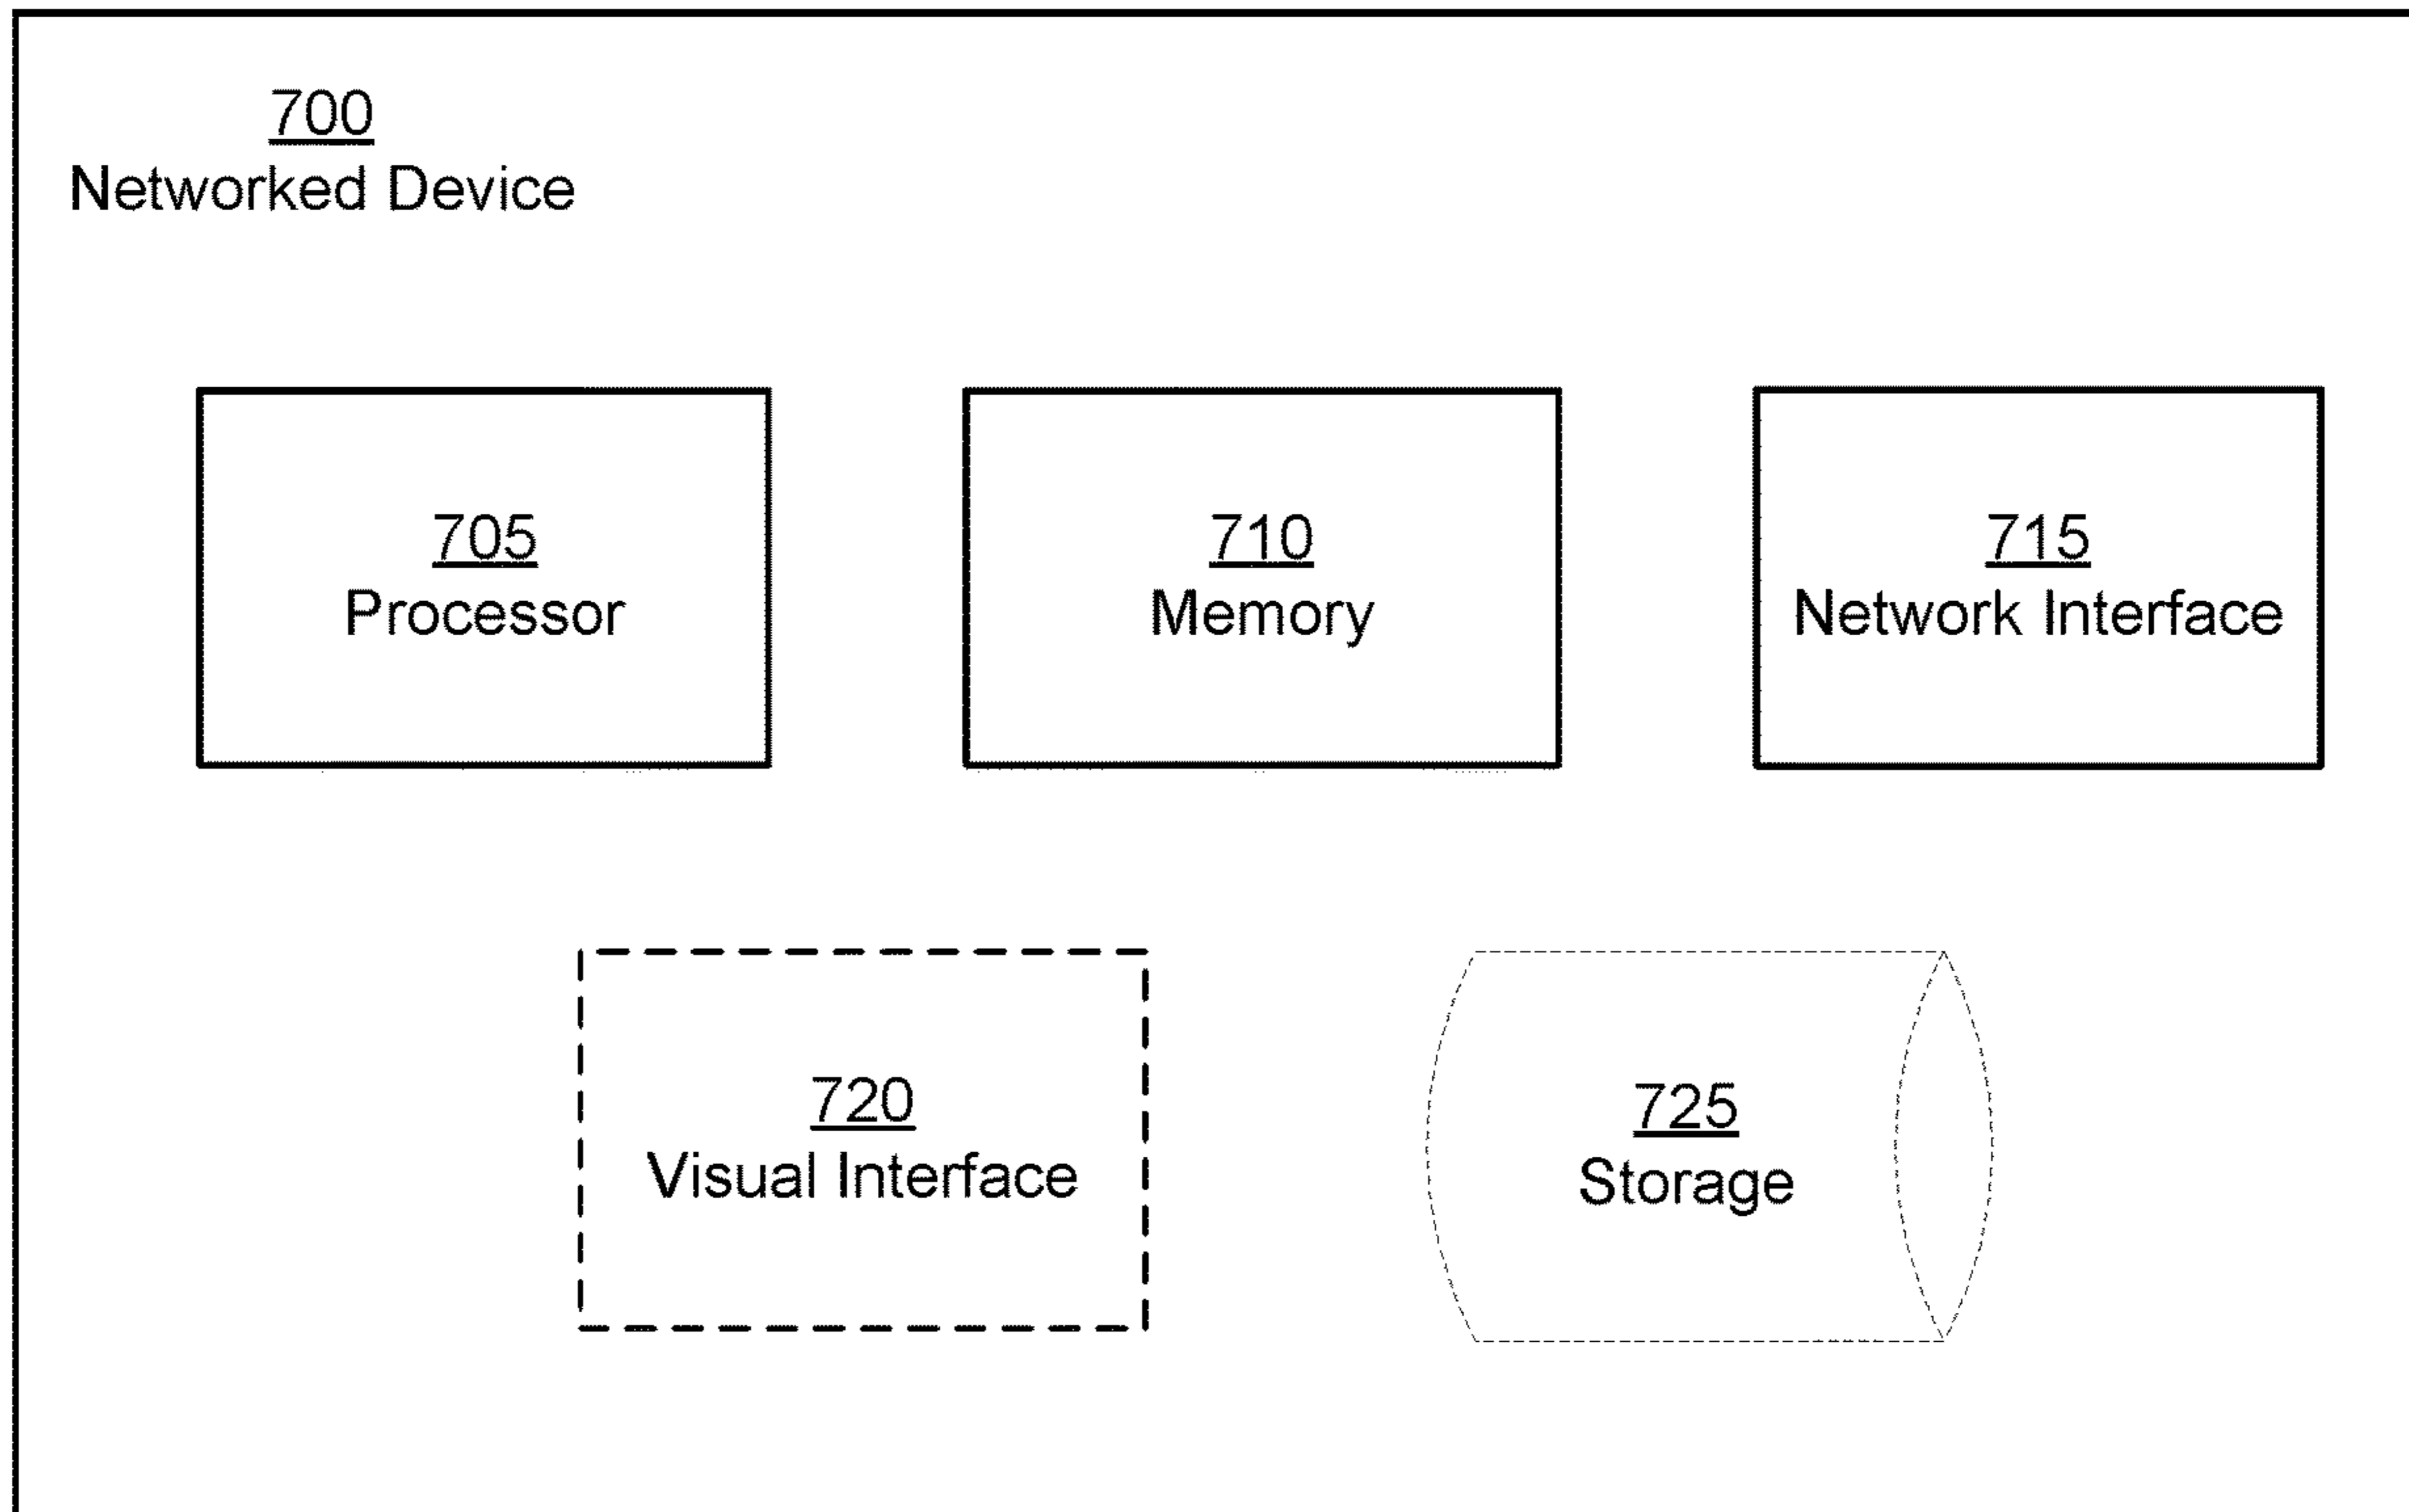 700
Networked Device
705
Processor
710
Memory
715
Network Interface
720
Visual Interface
725
Storage